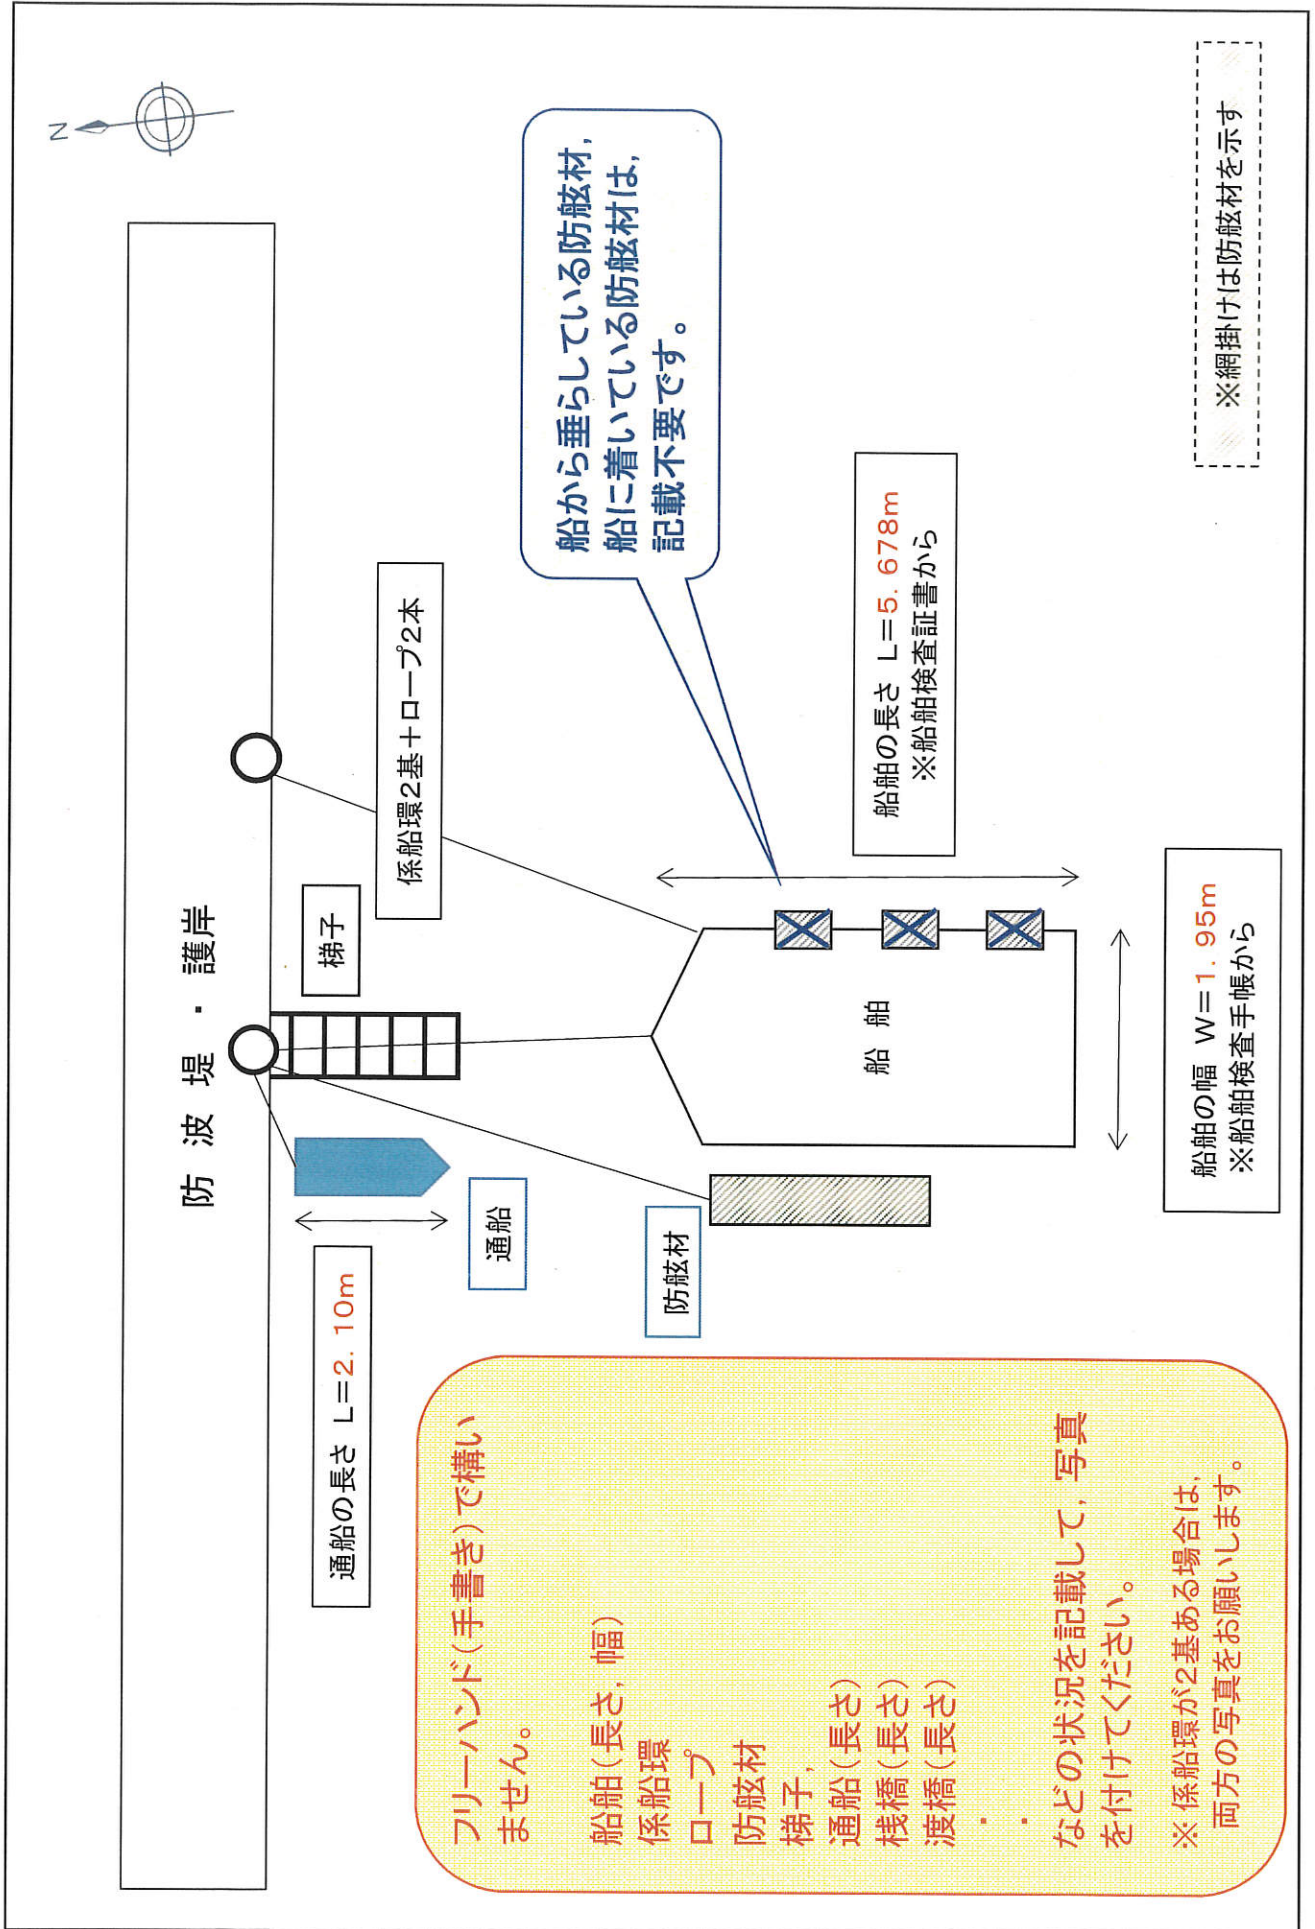 N
防 波 堤 ・ 護岸
梯子
係船環2基＋ロープ2本
船から垂らしている防舷材，
船に着いている防舷材は，
記載不要です。
通船の長さ L＝2．10m
通船
防舷材
船 舶
船舶の長さ L＝5．678m
※船舶検査証書から
船舶の幅 W＝1．95m
※船舶検査手帳から
※網掛けは防舷材を示す
フリーハンド（手書き）で構い
ません。
船舶（長さ，幅）
係船環
ロープ
防舷材
梯子，
通船（長さ）
桟橋（長さ）
渡橋（長さ）
・
・
などの状況を記載して，写真
を付けてください。
※係船環が2基ある場合は，
両方の写真をお願いします。